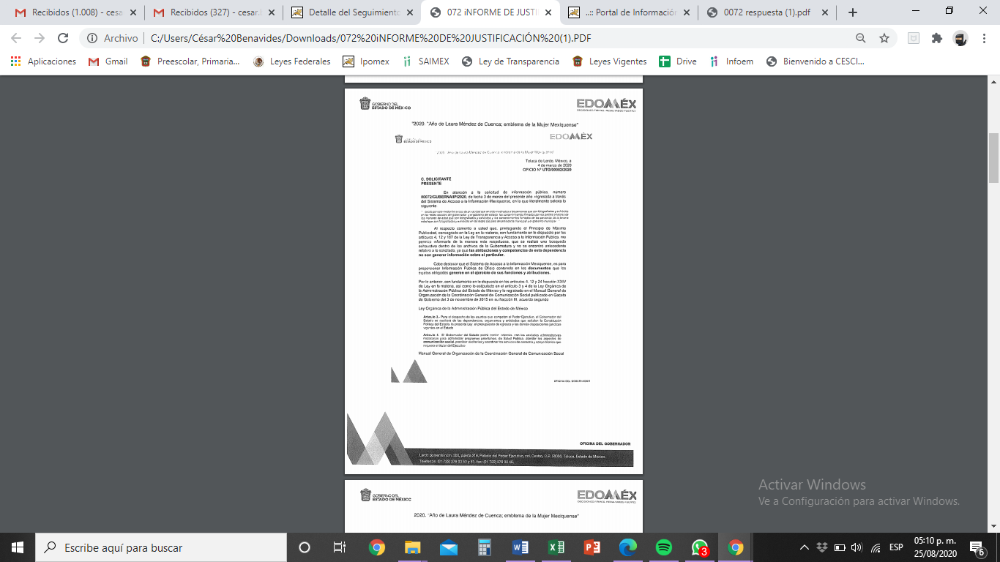 Recibidos (1.008) - cesa
Recibidos (327) - cesar.l
Detalle del Seguimiento
072 iNFORME DE JUSTI
..:: Portal de Información
0072 respuesta (1).pdf
Archivo
C:/Users/César%20Benavides/Downloads/072%20iNFORME%20DE%20JUSTIFICACIÓN%20(1).PDF
Aplicaciones
Gmail
Preescolar, Primaria...
Leyes Federales
Ipomex
SAIMEX
Ley de Transparencia
Leyes Vigentes
Drive
Infoem
Bienvenido a CESCI...
GOBIERNO DEL
ESTADO DE MÉXICO
EDOMÉX
DECISIONES FIRMES, RESULTADOS FUERTES.
"2020. "Año de Laura Méndez de Cuenca; emblema de la Mujer Mexiquense"
ESTADO DE MÉXICO
EDOMÉX
2020. "Año de Laura Méndez de Cuenca; emblema de la Mujer Mexiquense"
Toluca de Lerdo, México, a
4 de marzo de 2020
OFICIO N° UTG/00082/2020
C. SOLICITANTE
PRESENTE
En atención a la solicitud de información pública, número
00072/GUBERNA/IP/2020, de fecha 3 de marzo del presente año, ingresada a través
del Sistema de Acceso a la Información Mexiquense, en la que literalmente solicita lo
siguiente:
Al respecto comento a usted que, privilegiando el Principio de Máxima
Publicidad, consagrado en la Ley en la materia, con fundamento en lo dispuesto por los
artículos 4, 12 y 167 de la Ley de Transparencia y Acceso a la Información Pública, me
permito informarle de la manera más respetuosa, que se realizó una búsqueda
exhaustiva dentro de los archivos de la Gubernatura y no se encontró antecedente
relativo a lo solicitado, ya que las atribuciones y competencias de esta dependencia
no son generar información sobre el particular.
Cabe destacar que el Sistema de Acceso a la Información Mexiquense, es para
proporcionar Información Pública de Oficio contenida en los documentos que los
sujetos obligados generen en el ejercicio de sus funciones y atribuciones.
Por lo anterior, con fundamento en lo dispuesto en los artículos 4, 12 y 24 fracción XXIV
de Ley en la materia, así como lo estipulado en el artículo 3 y 4 de la Ley Orgánica de
la Administración Pública del Estado de México y lo registrado en el Manual General de
Organización de la Coordinación General de Comunicación Social publicado en Gaceta
de Gobierno del 3 de noviembre de 2015 en su fracción III, acuerdo segundo
Ley Orgánica de la Administración Pública del Estado de México
Artículo 3.- Para el despacho de los asuntos que competan al Poder Ejecutivo, el Gobernador del
Estado se auxiliará de las dependencias, organismos y entidades que señalen la Constitución
Política del Estado, la presente Ley, el presupuesto de egresos y las demás disposiciones jurídicas
vigentes en el Estado
Artículo 4.- El Gobernador del Estado podrá contar, además, con las unidades administrativas
necesarias para administrar programas prioritarios, de Salud Pública; atender los aspectos de
comunicación social; practicar auditorías y coordinar los servicios de asesoría y apoyo técnico que
requiera el titular del Ejecutivo
Manual General de Organización de la Coordinación General de Comunicación Social
OFICINA DEL GOBERNADOR
OFICINA DEL GOBERNADOR
Lerdo poniente núm. 300, puerta 216, Palacio del Poder Ejecutivo, col. Centro, C.P. 50000, Toluca, Estado de México.
GOBIERNO DEL
ESTADO DE MÉXICO
EDOMÉX
DECISIONES FIRMES, RESULTADOS FUERTES.
2020. "Año de Laura Méndez de Cuenca; emblema de la Mujer Mexiquense"
Activar Windows
Ve a Configuración para activar Windows.
Escribe aquí para buscar
3
ESP
05:10 p. m.
25/08/2020
6